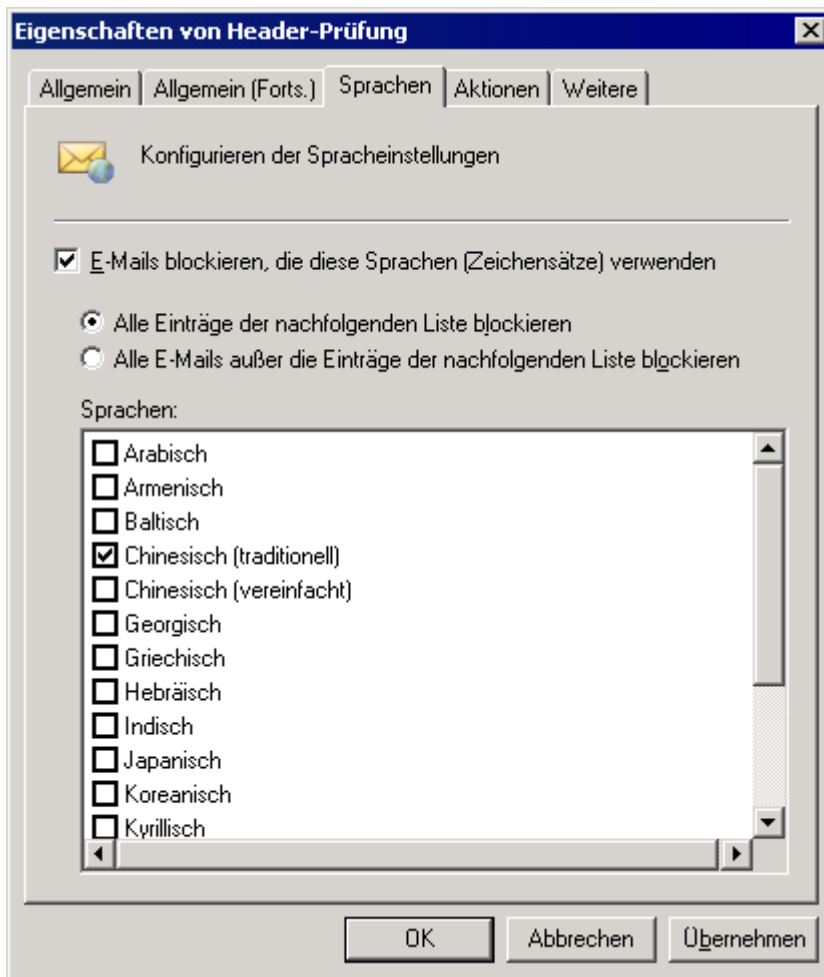 Eigenschaften von Header-Prüfung
Allgemein
Allgemein (Forts.)
Sprachen
Aktionen
Weitere
Konfigurieren der Spracheinstellungen
E-Mails blockieren, die diese Sprachen (Zeichensätze) verwenden
Alle Einträge der nachfolgenden Liste blockieren
Alle E-Mails außer die Einträge der nachfolgenden Liste blockieren
Sprachen:
Arabisch
Armenisch
Baltisch
Chinesisch (traditionell)
Chinesisch (vereinfacht)
Georgisch
Griechisch
Hebräisch
Indisch
Japanisch
Koreanisch
Kyrillisch
OK
Abbrechen
Übernehmen